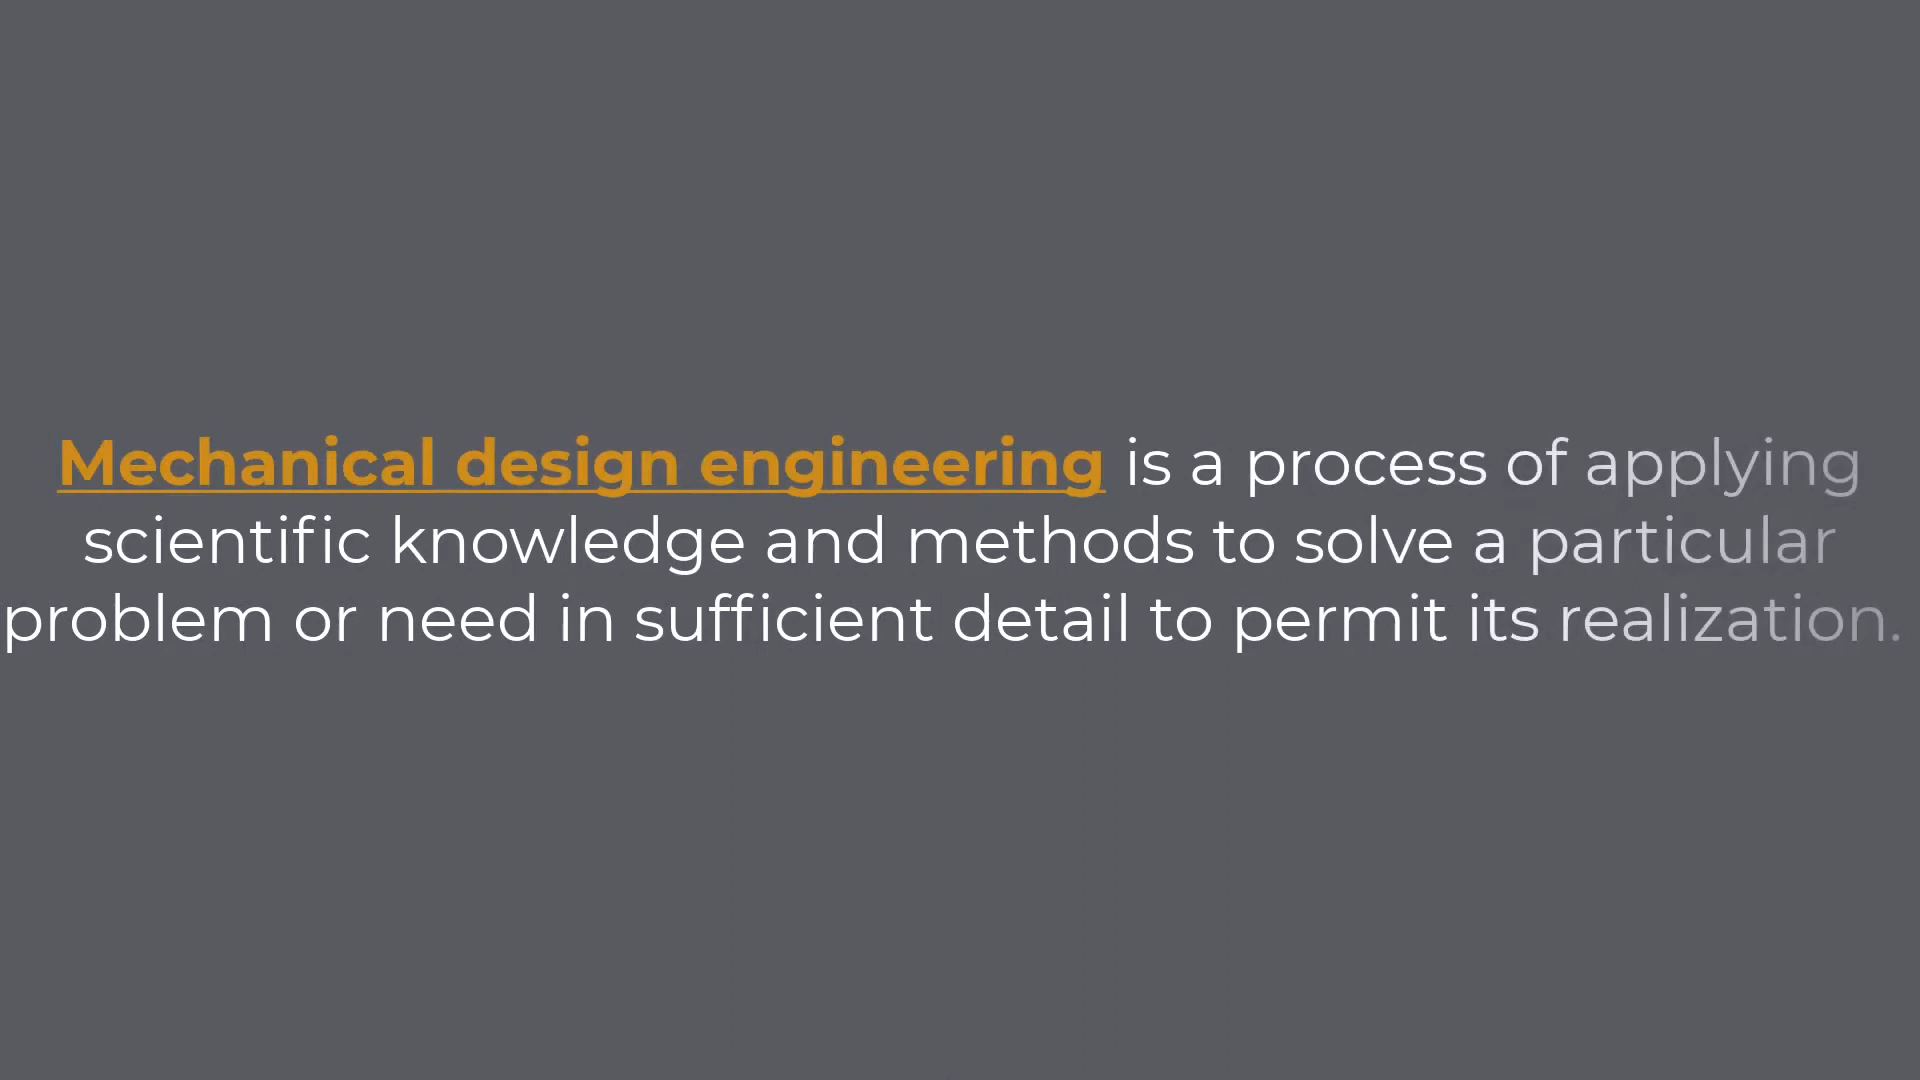 Mechanical design engineering is a process of applying
scientific knowledge and methods to solve a particular
problem or need in sufficient detail to permit its realization.